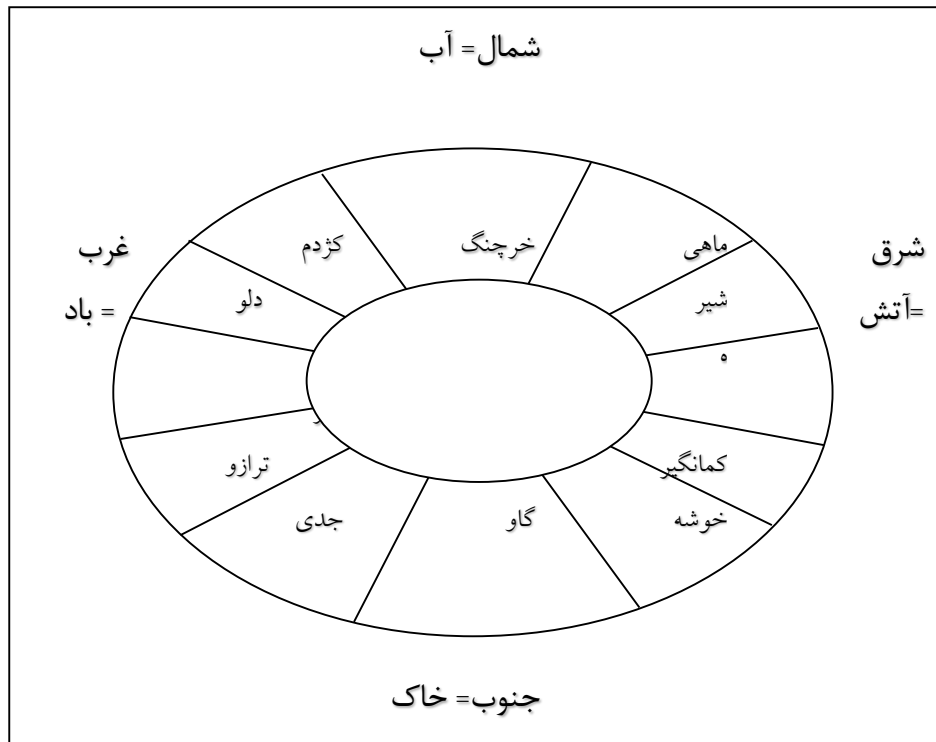 شمال= آب
شرق
=آتش
غرب
= باد
ماهی
خرچنگ
کژدم
شیر
دلو
ه
کمانگیر
ترازو
خوشه
گاو
جدی
جنوب= خاک